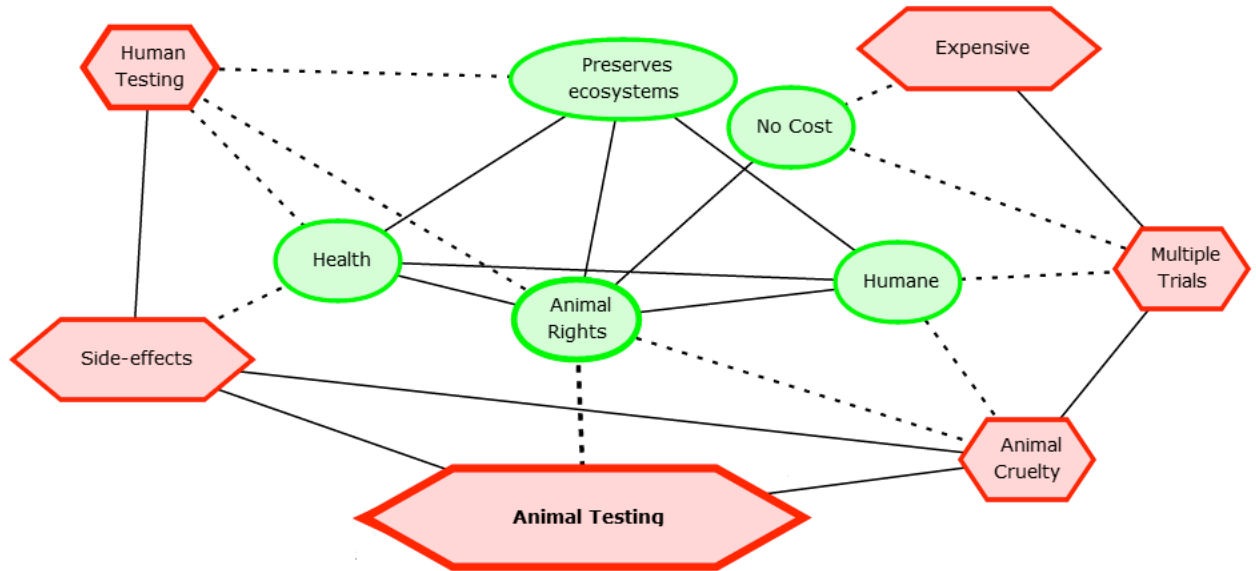 Human
Testing
Preserves
ecosystems
Expensive
No Cost
Health
Animal
Rights
Humane
Multiple
Trials
Side-effects
Animal
Cruelty
Animal Testing